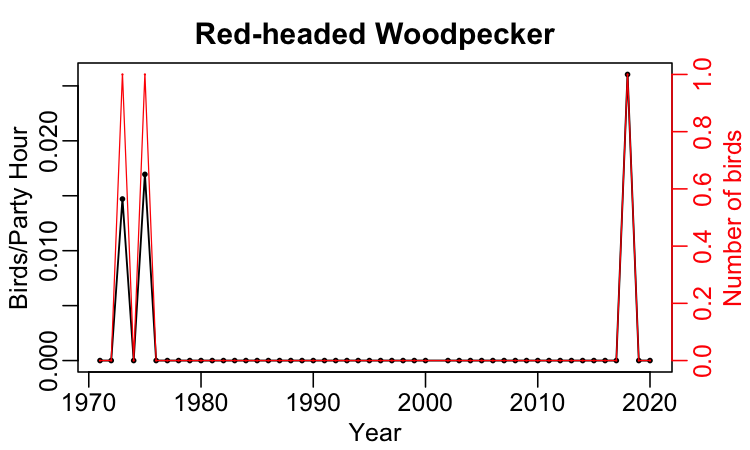 Red-headed Woodpecker
Birds/Party Hour
0.020
0.010
0.000
1.0
0.8
0.6
0.4
0.2
0.0
Number of birds
1970 1980 1990 2000 2010 2020
Year